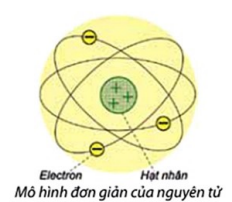 Electron
Hạt nhân
Mô hình đơn giản của nguyên tử